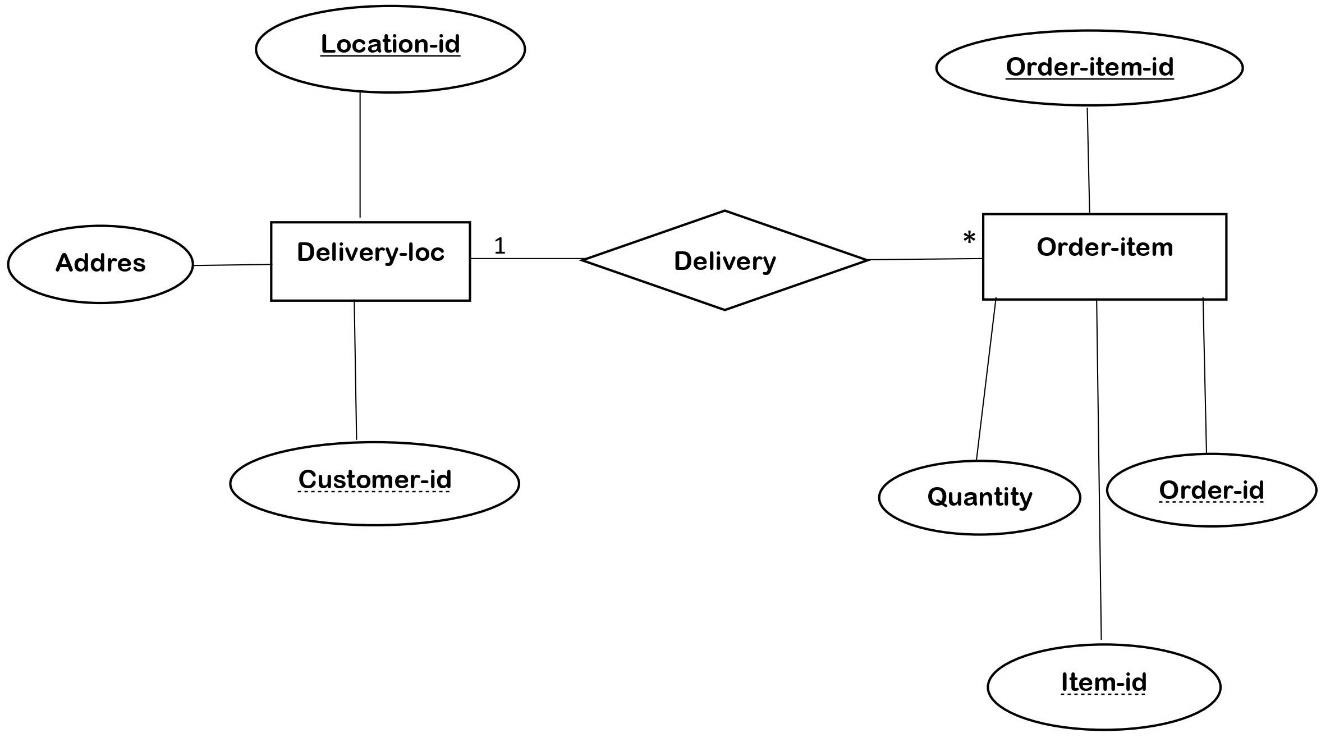 Location-id
Order-item-id
Addres
Delivery-loc
1
Delivery
*
Order-item
Customer-id
Quantity
Order-id
Item-id